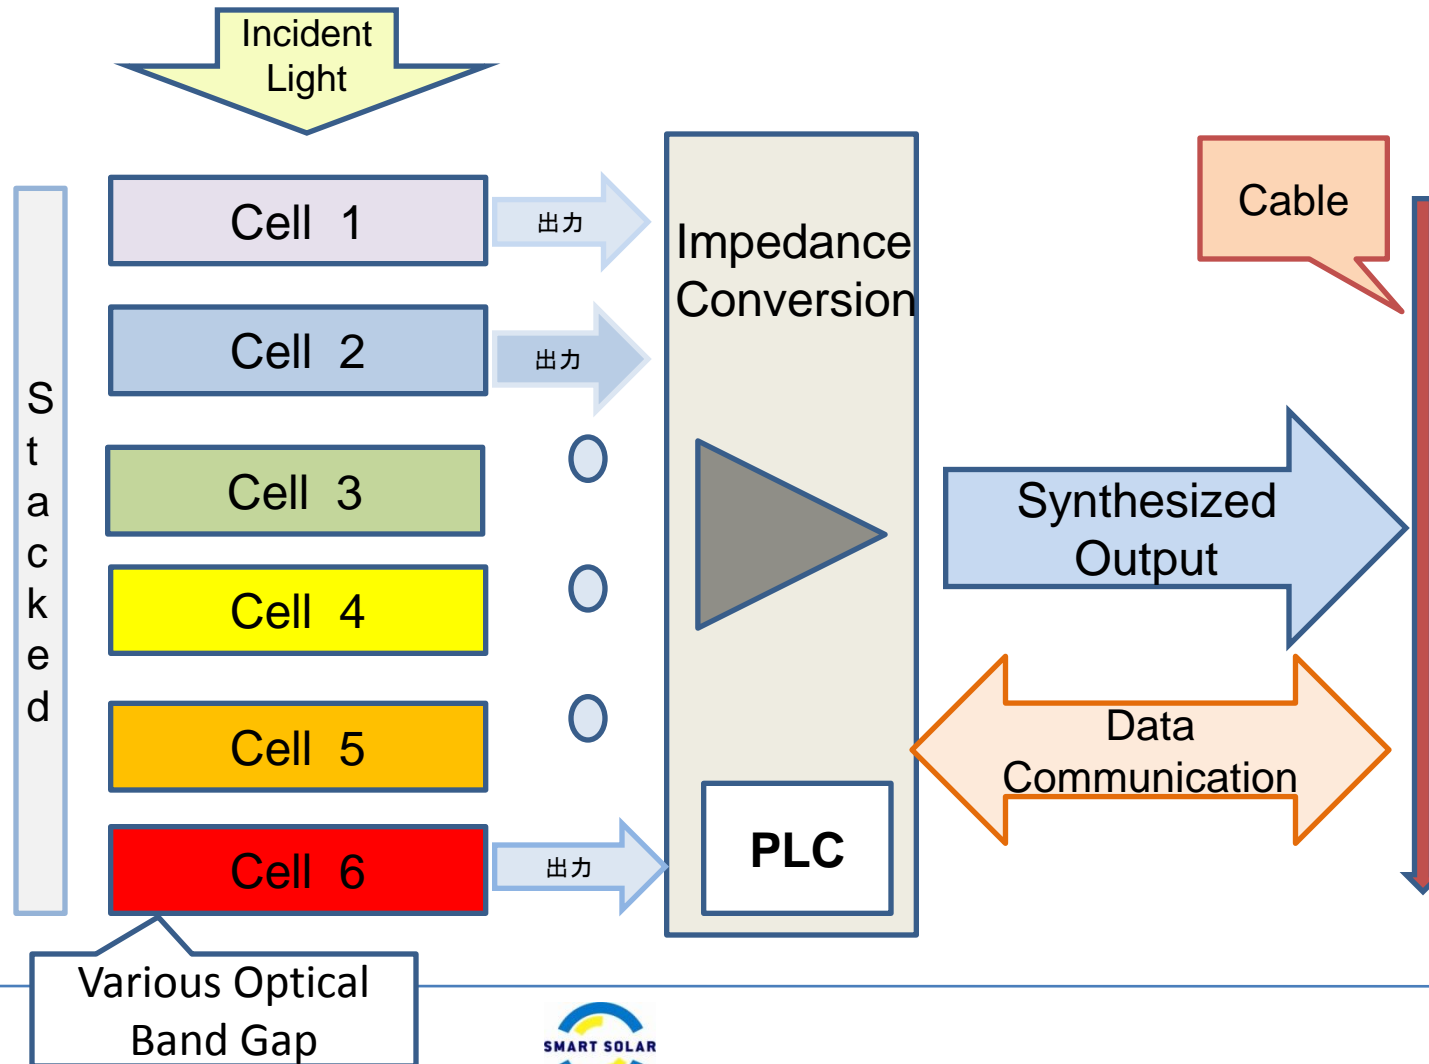 Incident
Light
Stacked
Cell 1
出力
Cell 2
出力
Cell 3
Cell 4
Cell 5
Cell 6
出力
Various Optical
Band Gap
Impedance
Conversion
PLC
Synthesized
Output
Data
Communication
Cable
SMART SOLAR